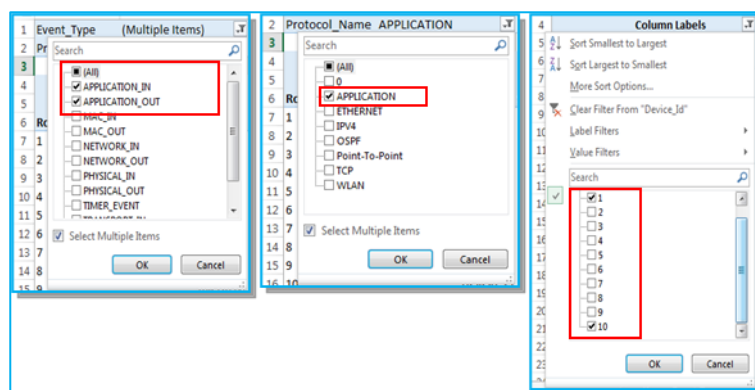 1 Event_Type (Multiple Items)
2 Pr
Search
3
(All)
4 APPLICATION_IN
5 APPLICATION_OUT
MAC_IN
6 Ro MAC_OUT
7 1 NETWORK_IN
8 2 NETWORK_OUT
9 3 PHYSICAL_IN
10 4 PHYSICAL_OUT
11 5 TIMER_EVENT
TRANSPORT_IN
12 6 Select Multiple Items
13 7
14 8 OK Cancel
15 9
2 Protocol_Name APPLICATION
3 Search
4 (All)
5 0
6 Ro APPLICATION
7 1 ETHERNET
8 2 IPV4
OSPF
9 3 Point-To-Point
10 4 TCP
11 5 WLAN
12 6
13 7 Select Multiple Items
14 8
15 9 OK Cancel
16 10
4 Column Labels
5 Sort Smallest to Largest
6 Sort Largest to Smallest
7 More Sort Options...
8
9 Clear Filter From "Device_Id"
10 Label Filters
11 Value Filters
12 Search
13
14 1
15 2
3
16 4
17 5
18 6
19 7
20 8
9
21 10
22
23 OK Cancel